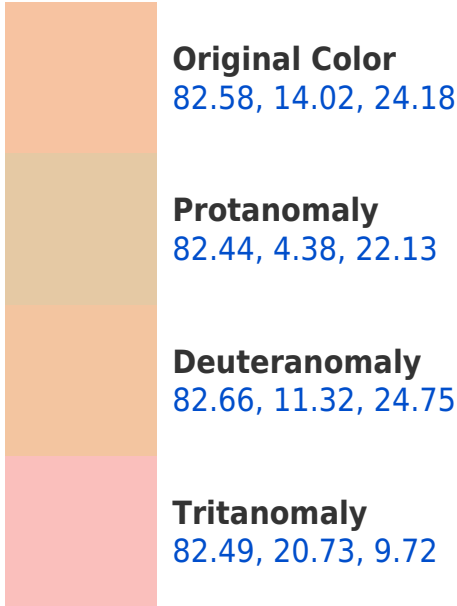 Original Color
82.58, 14.02, 24.18
Protanomaly
82.44, 4.38, 22.13
Deuteranomaly
82.66, 11.32, 24.75
Tritanomaly
82.49, 20.73, 9.72